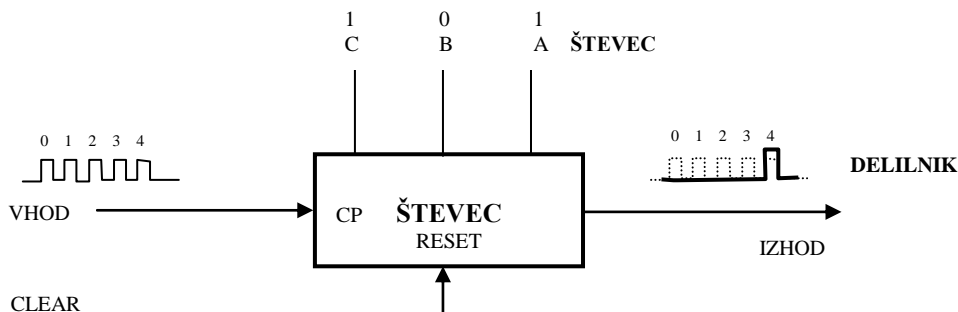 1 0 1
C B A ŠTEVEC
0 1 2 3 4
0 1 2 3 4
DELILNIK
VHOD
CP ŠTEVEC
RESET
IZHOD
CLEAR